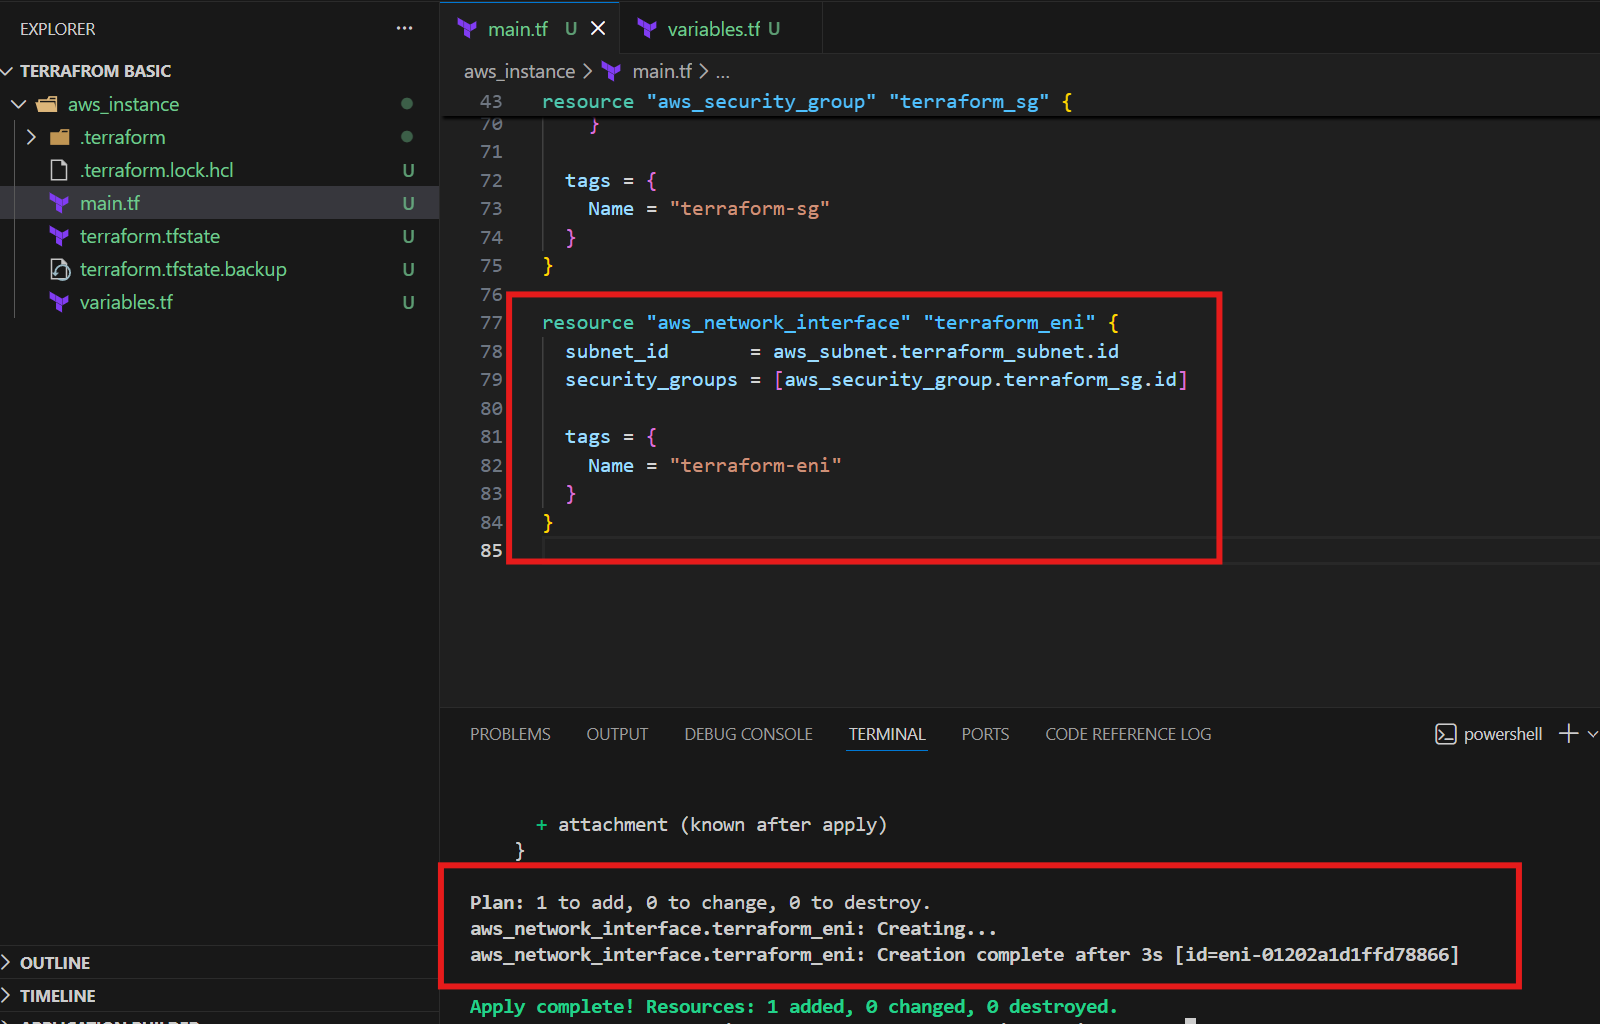 EXPLORER
TERRAFROM BASIC
aws_instance
.terraform
.terraform.lock.hcl U
main.tf U
terraform.tfstate U
terraform.tfstate.backup U
variables.tf U
OUTLINE
TIMELINE
APPLICATION BUILDER
main.tf U
variables.tf U
aws_instance > main.tf > ...
43 resource "aws_security_group" "terraform_sg" {
70 }
71
72 tags = {
73 Name = "terraform-sg"
74 }
75 }
76
77 resource "aws_network_interface" "terraform_eni" {
78 subnet_id = aws_subnet.terraform_subnet.id
79 security_groups = [aws_security_group.terraform_sg.id]
80
81 tags = {
82 Name = "terraform-eni"
83 }
84 }
85
PROBLEMS OUTPUT DEBUG CONSOLE TERMINAL PORTS CODE REFERENCE LOG powershell
+ attachment (known after apply)
}
Plan: 1 to add, 0 to change, 0 to destroy.
aws_network_interface.terraform_eni: Creating...
aws_network_interface.terraform_eni: Creation complete after 3s [id=eni-01202a1d1ffd78866]
Apply complete! Resources: 1 added, 0 changed, 0 destroyed.